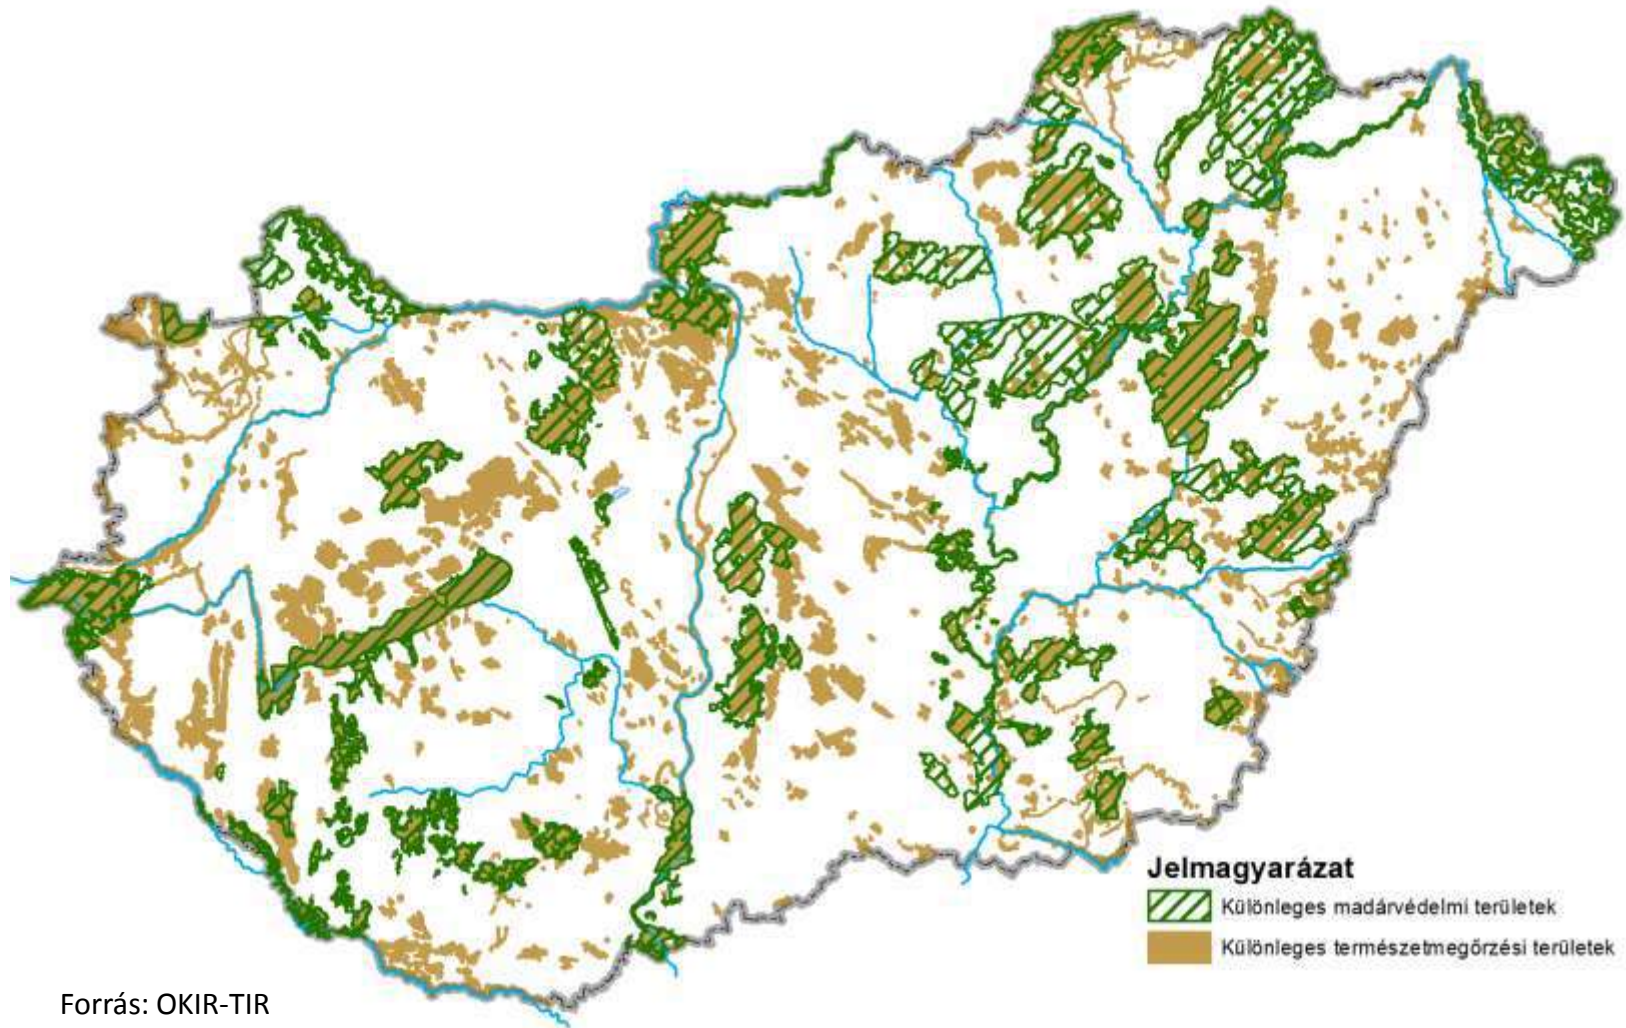 Jelmagyarázat
Különleges madárvédelmi területek
Különleges természetmegőrzési területek
Forrás: OKIR-TIR